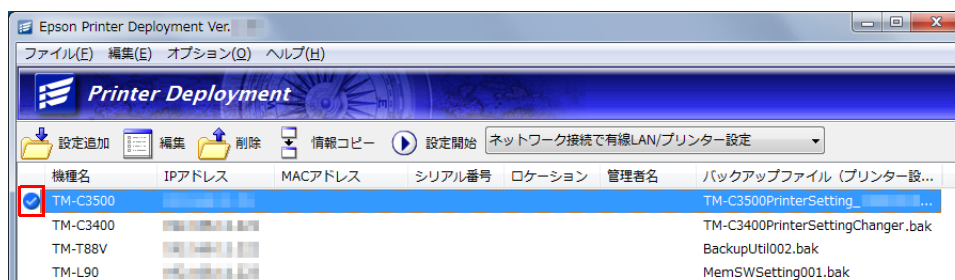 Epson Printer Deployment Ver.
ファイル(F) 編集(E) オプション(O) ヘルプ(H)
Printer Deployment
設定追加 編集 削除 情報コピー 設定開始 ネットワーク接続で有線LAN/プリンター設定
機種名 IPアドレス MACアドレス シリアル番号 ロケーション 管理者名 バックアップファイル（プリンター設...
TM-C3500 TM-C3500PrinterSetting_ ...
TM-C3400 TM-C3400PrinterSettingChanger.bak
TM-T88V BackupUtil002.bak
TM-L90 MemSWSetting001.bak